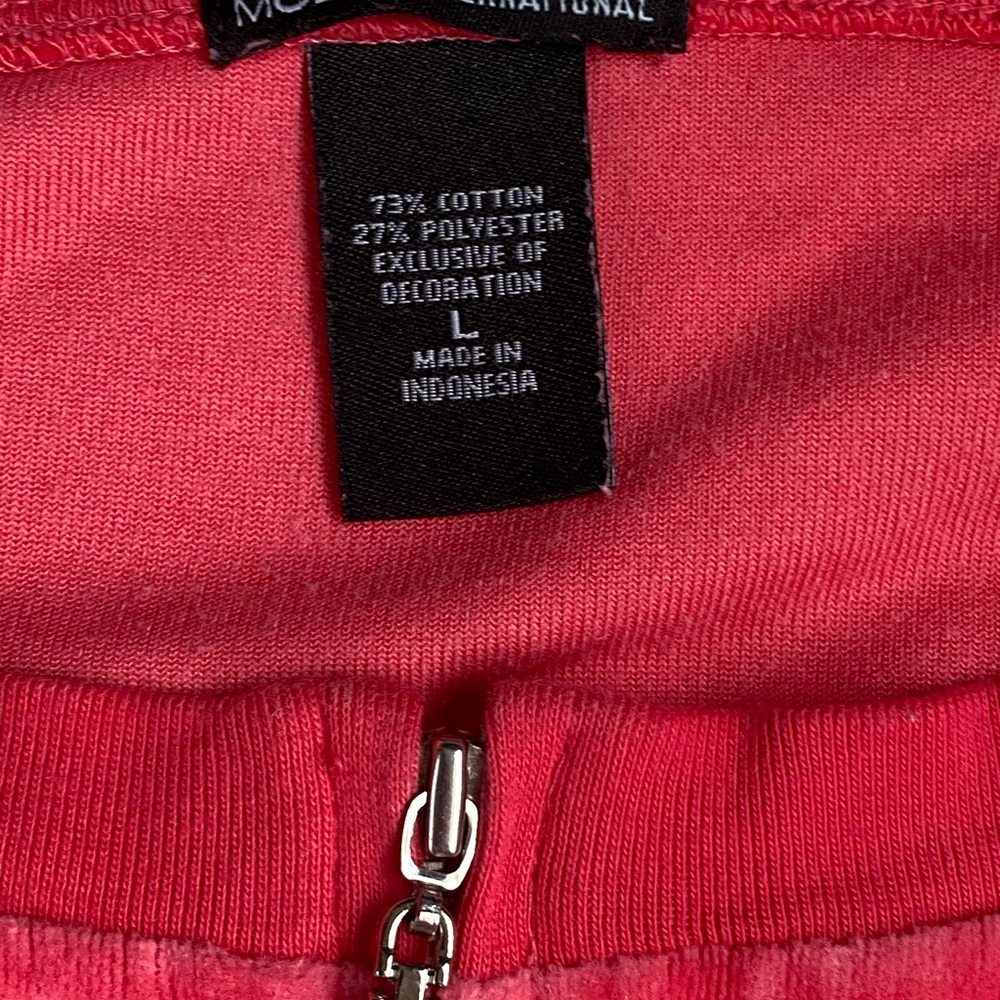 73% COTTON
27% POLYESTER
EXCLUSIVE OF
DECORATION
L
MADE IN
INDONESIA